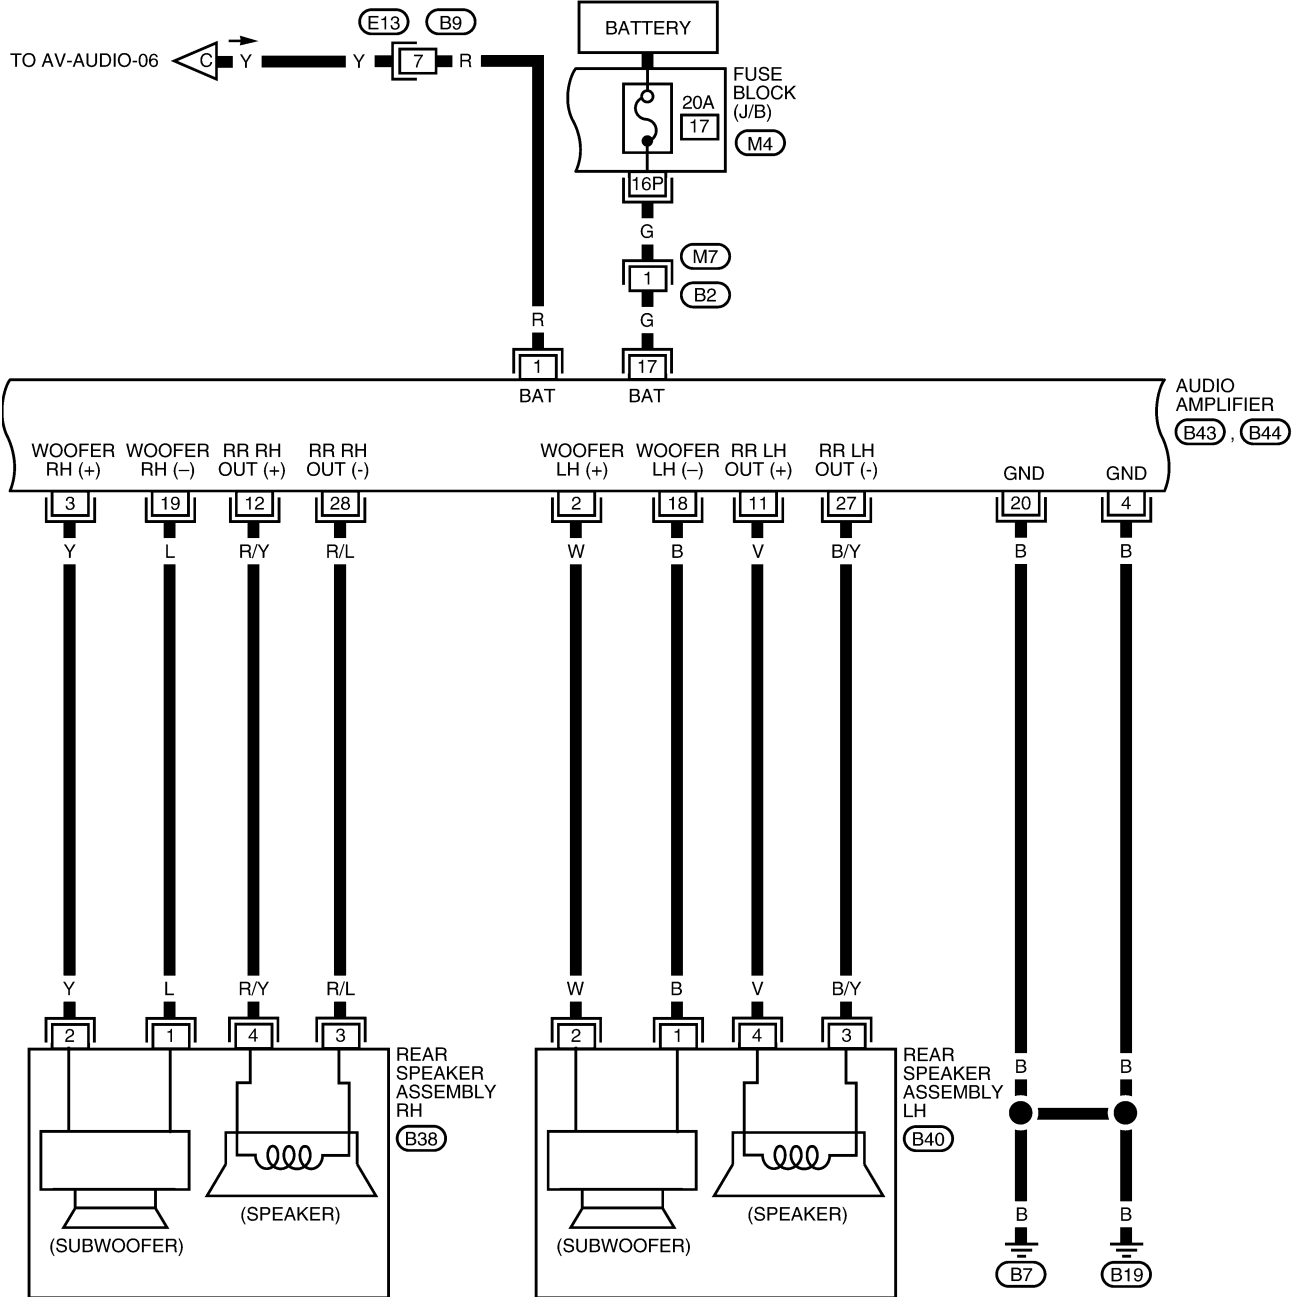 E13 B9
BATTERY
TO AV-AUDIO-06 C Y Y 7 R
FUSE
BLOCK
(J/B)
20A
17
M4
16P
G
M7
1
B2
R G
1 17
BAT BAT
AUDIO
AMPLIFIER
B43 , B44
WOOFER WOOFER RR RH RR RH WOOFER WOOFER RR LH RR LH
RH (+) RH (–) OUT (+) OUT (-) LH (+) LH (–) OUT (+) OUT (-) GND GND
3 19 12 28 2 18 11 27 20 4
Y L R/Y R/L W B V B/Y B B
Y L R/Y R/L W B V B/Y
2 1 4 3 2 1 4 3
REAR
SPEAKER
ASSEMBLY
RH
B38
REAR
SPEAKER
ASSEMBLY
LH
B40
B B
(SPEAKER) (SPEAKER) B B
(SUBWOOFER) (SUBWOOFER)
B7 B19